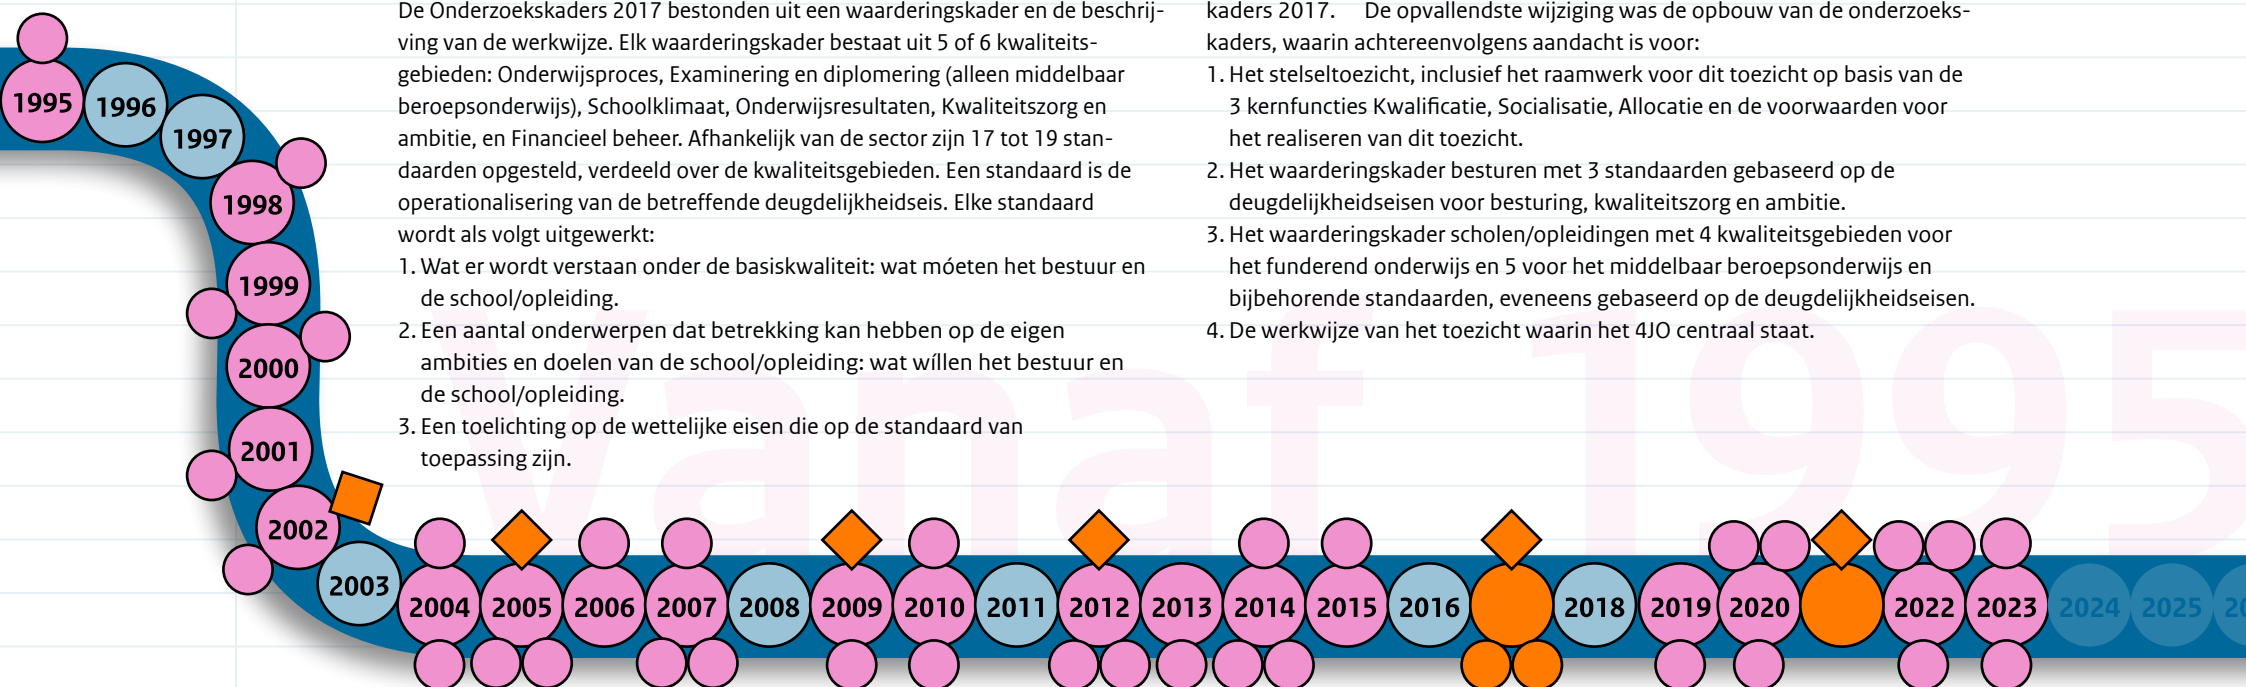 De Onderzoekskaders 2017 bestonden uit een waarderingskader en de beschrij-
ving van de werkwijze. Elk waarderingskader bestaat uit 5 of 6 kwaliteits-
gebieden: Onderwijsproces, Examinering en diplomering (alleen middelbaar
beroepsonderwijs), Schoolklimaat, Onderwijsresultaten, Kwaliteitszorg en
ambitie, en Financieel beheer. Afhankelijk van de sector zijn 17 tot 19 stan-
daarden opgesteld, verdeeld over de kwaliteitsgebieden. Een standaard is de
operationalisering van de betreffende deugdelijkheidseis. Elke standaard
wordt als volgt uitgewerkt:
1. Wat er wordt verstaan onder de basiskwaliteit: wat móeten het bestuur en
de school/opleiding.
2. Een aantal onderwerpen dat betrekking kan hebben op de eigen
ambities en doelen van de school/opleiding: wat wíllen het bestuur en
de school/opleiding.
3. Een toelichting op de wettelijke eisen die op de standaard van
toepassing zijn.
kaders 2017. De opvallendste wijziging was de opbouw van de onderzoeks-
kaders, waarin achtereenvolgens aandacht is voor:
1. Het stelseltoezicht, inclusief het raamwerk voor dit toezicht op basis van de
3 kernfuncties Kwalificatie, Socialisatie, Allocatie en de voorwaarden voor
het realiseren van dit toezicht.
2. Het waarderingskader besturen met 3 standaarden gebaseerd op de
deugdelijkheidseisen voor besturing, kwaliteitszorg en ambitie.
3. Het waarderingskader scholen/opleidingen met 4 kwaliteitsgebieden voor
het funderend onderwijs en 5 voor het middelbaar beroepsonderwijs en
bijbehorende standaarden, eveneens gebaseerd op de deugdelijkheidseisen.
4. De werkwijze van het toezicht waarin het 4JO centraal staat.
Vanaf 1995
1995
1996
1997
1998
1999
2000
2001
2002
2003
2004 2005 2006 2007 2008 2009 2010 2011 2012 2013 2014 2015 2016 2018 2019 2020 2022 2023 2024 2025